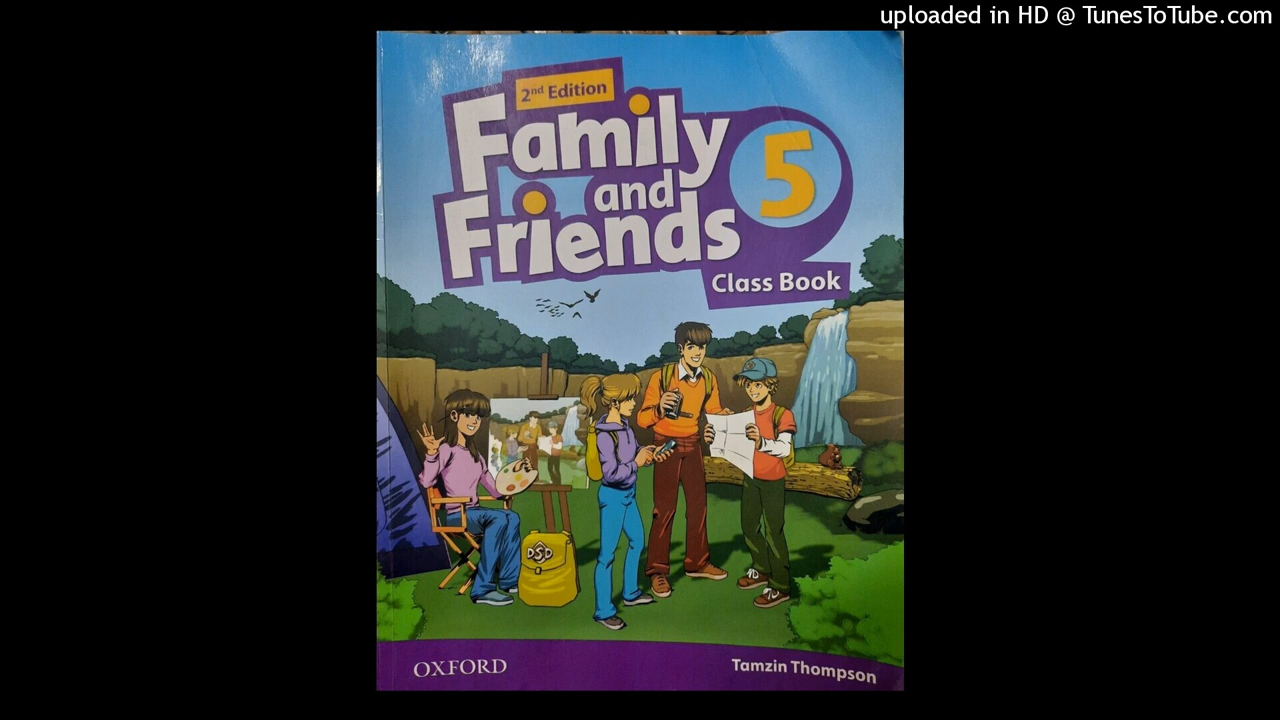 uploaded in HD @ TunesToTube.com
2nd Edition
Family
and
Friends
5
Class Book
DSD
OXFORD
Tamzin Thompson